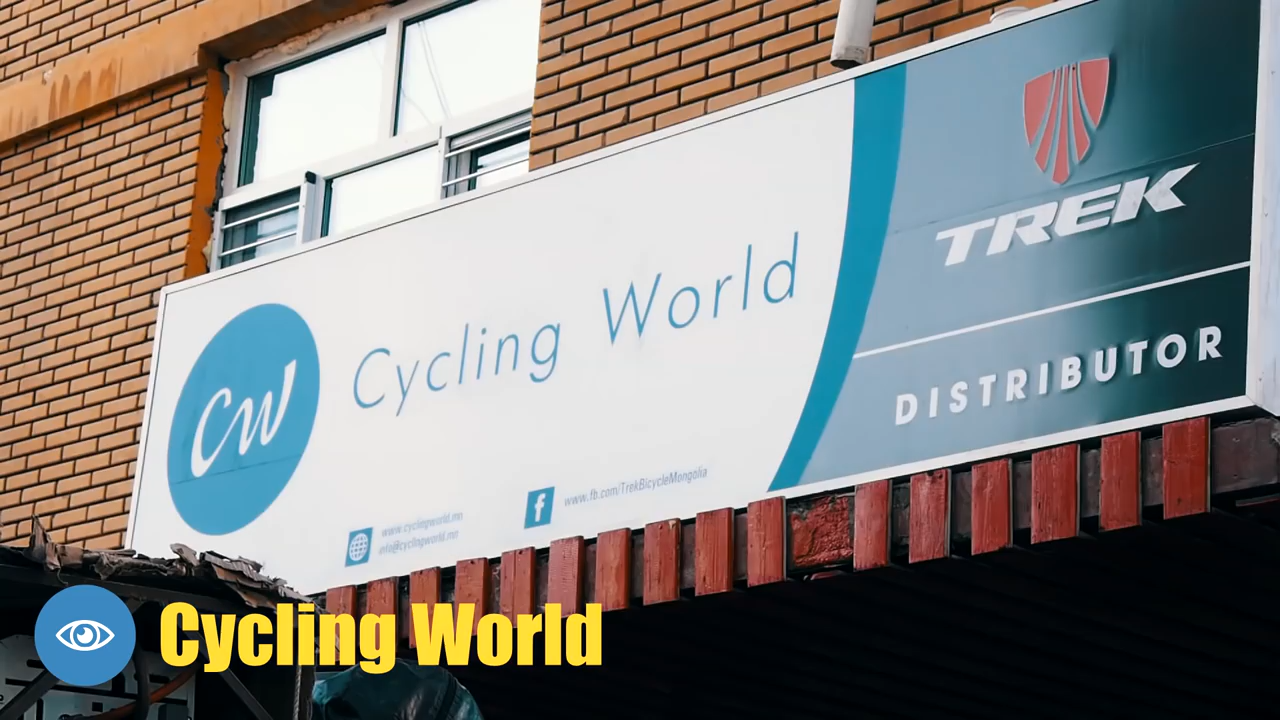 CW
Cycling World
www.cyclingworld.mn
info@cyclingworld.mn
f www.fb.com/TrekBicycleMongolia
TREK
DISTRIBUTOR
Cycling World